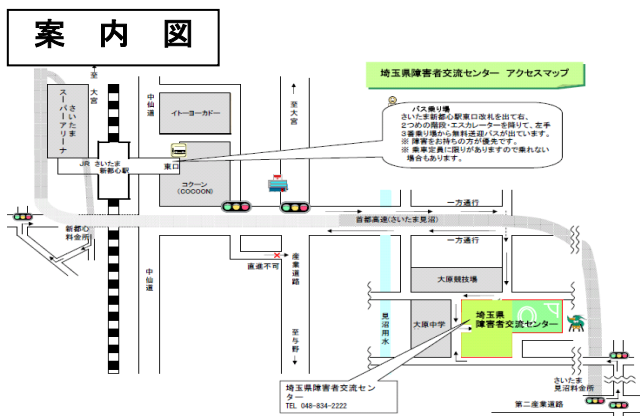 案内図
埼玉県障害者交流センター アクセスマップ
至大宮
中仙道
さいたま
スーパーアリーナ
イトーヨーカドー
至大宮
バス乗り場
さいたま新都心駅東口改札を出て右、
2つめの階段・エスカレーターを降りて、左手
3番乗り場から無料送迎バスが出ています。
※ 障害をお持ちの方が優先です。
※ 乗車定員に限りがありますので乗れない
場合もあります。
JR さいたま
新都心駅
東口
コクーン
(COCOON)
一方通行
首都高速(さいたま見沼)
新都心
料金所
一方通行
中仙道
直進不可
産業道路
大原競技場
見沼用水
大原中学
埼玉県
障害者交流センター
P
至与野
埼玉県障害者交流セン
ター
TEL 048-834-2222
さいたま
見沼料金所
第二産業道路